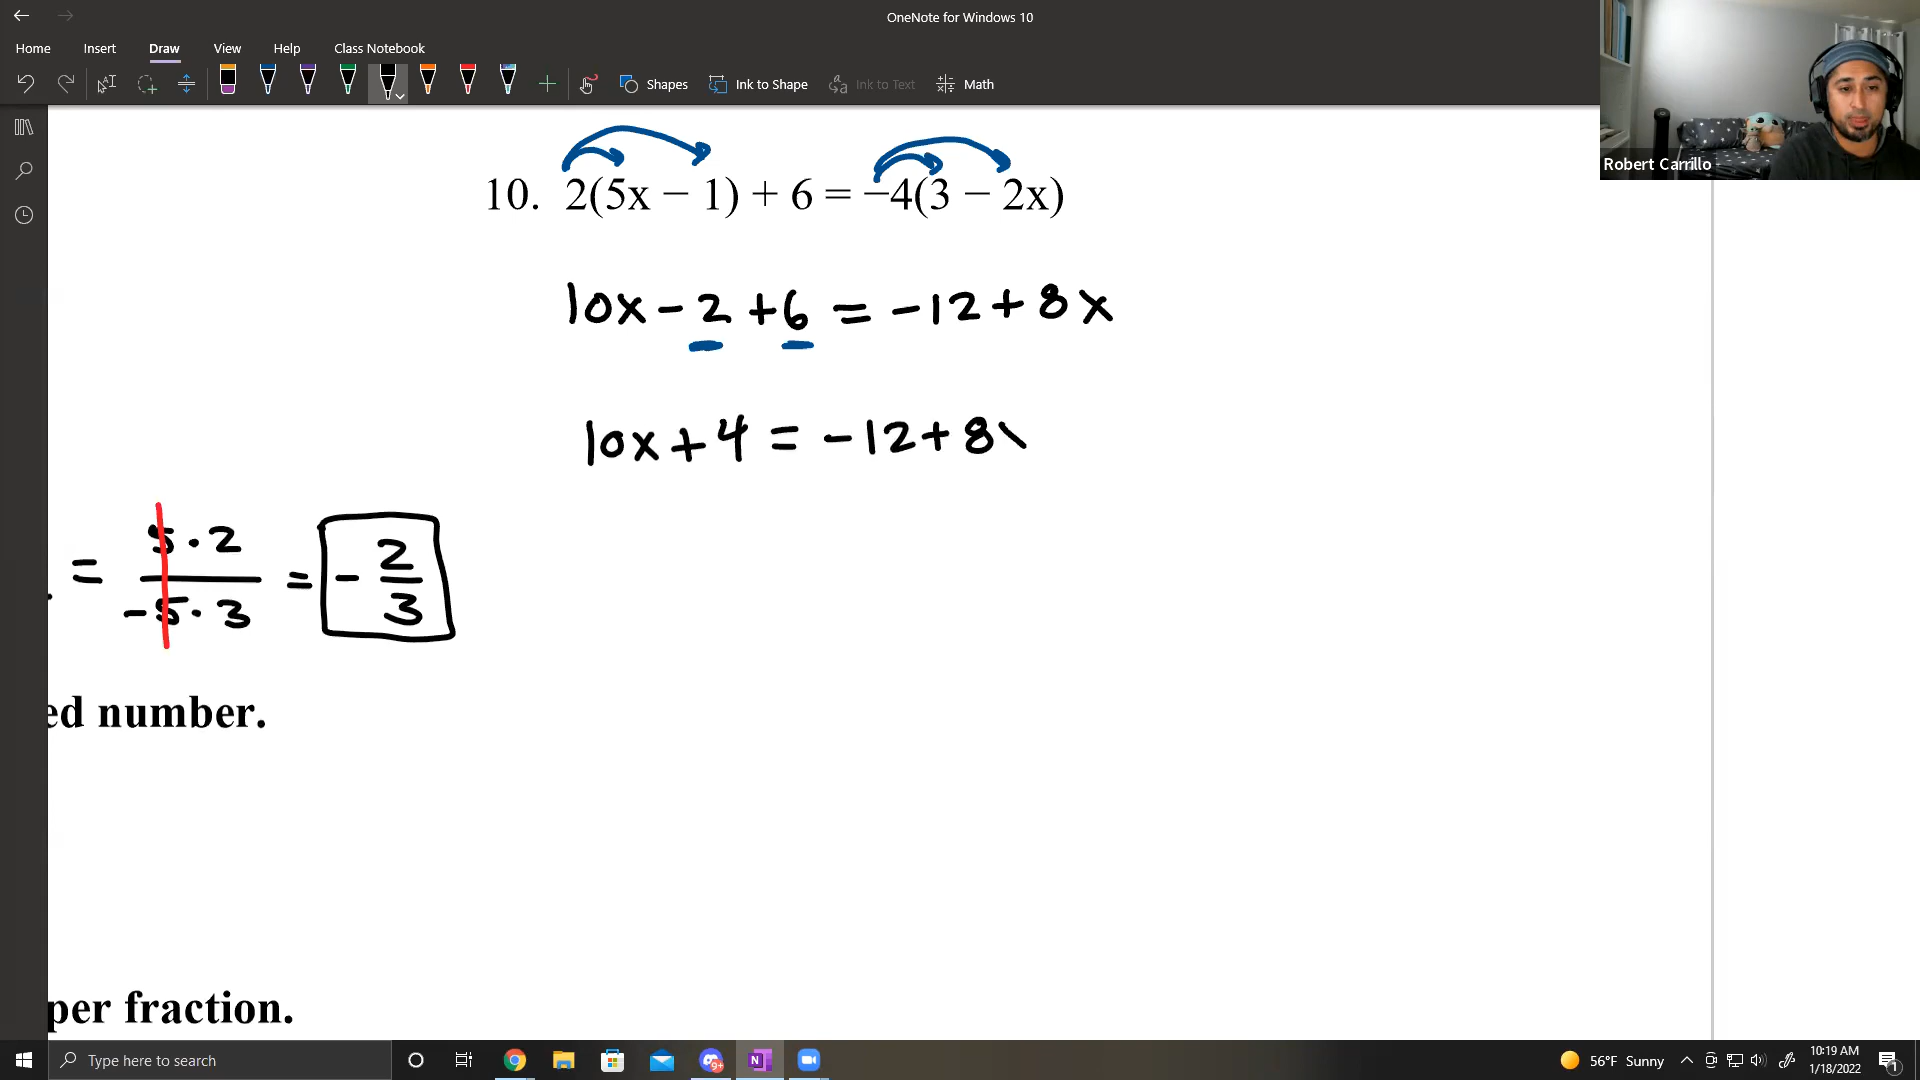 OneNote for Windows 10
Home Insert Draw View Help Class Notebook
Shapes Ink to Shape Ink to Text Math
Robert Carrillo
10. 2(5x − 1) + 6 = −4(3 − 2x)
10x - 2 + 6 = -12 + 8x
10x + 4 = -12 + 8
= 5 · 2 / -5 · 3 = - 2/3
ed number.
per fraction.
Type here to search
9+
N
56°F Sunny
10:19 AM
1/18/2022
1